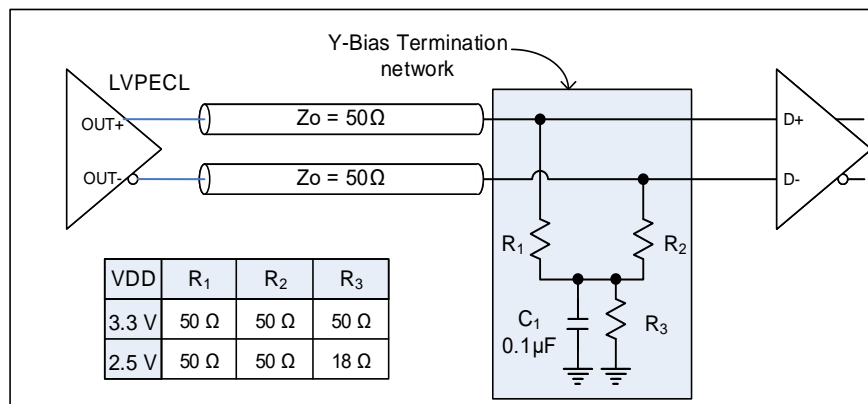 Y-Bias Termination
network
LVPECL
OUT+
Zo = 50Ω
D+
OUT-
Zo = 50Ω
D-
R1
R2
VDD R1 R2 R3
3.3 V 50 Ω 50 Ω 50 Ω
2.5 V 50 Ω 50 Ω 18 Ω
C1
0.1µF
R3